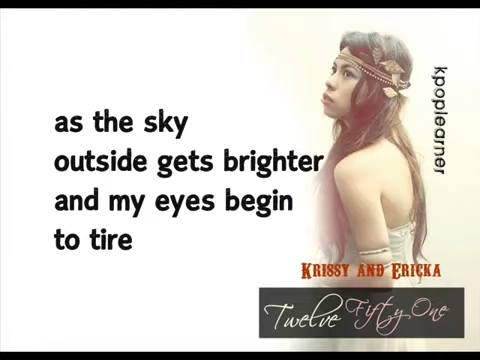 as the sky
outside gets brighter
and my eyes begin
to tire
kpoplearner
Krissy and Ericka
Twelve Fifty One